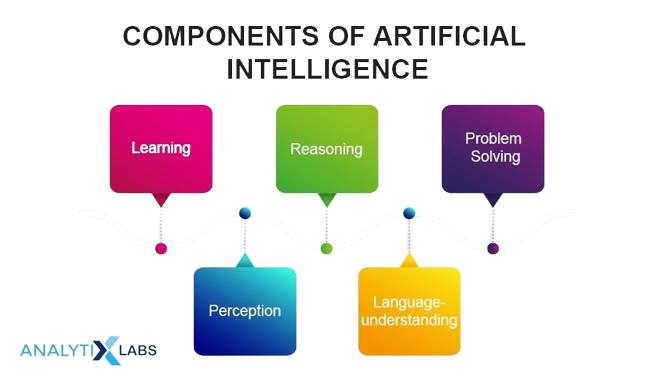 COMPONENTS OF ARTIFICIAL
INTELLIGENCE
Learning
Reasoning
Problem
Solving
Perception
Language-
understanding
ANALYTIX LABS